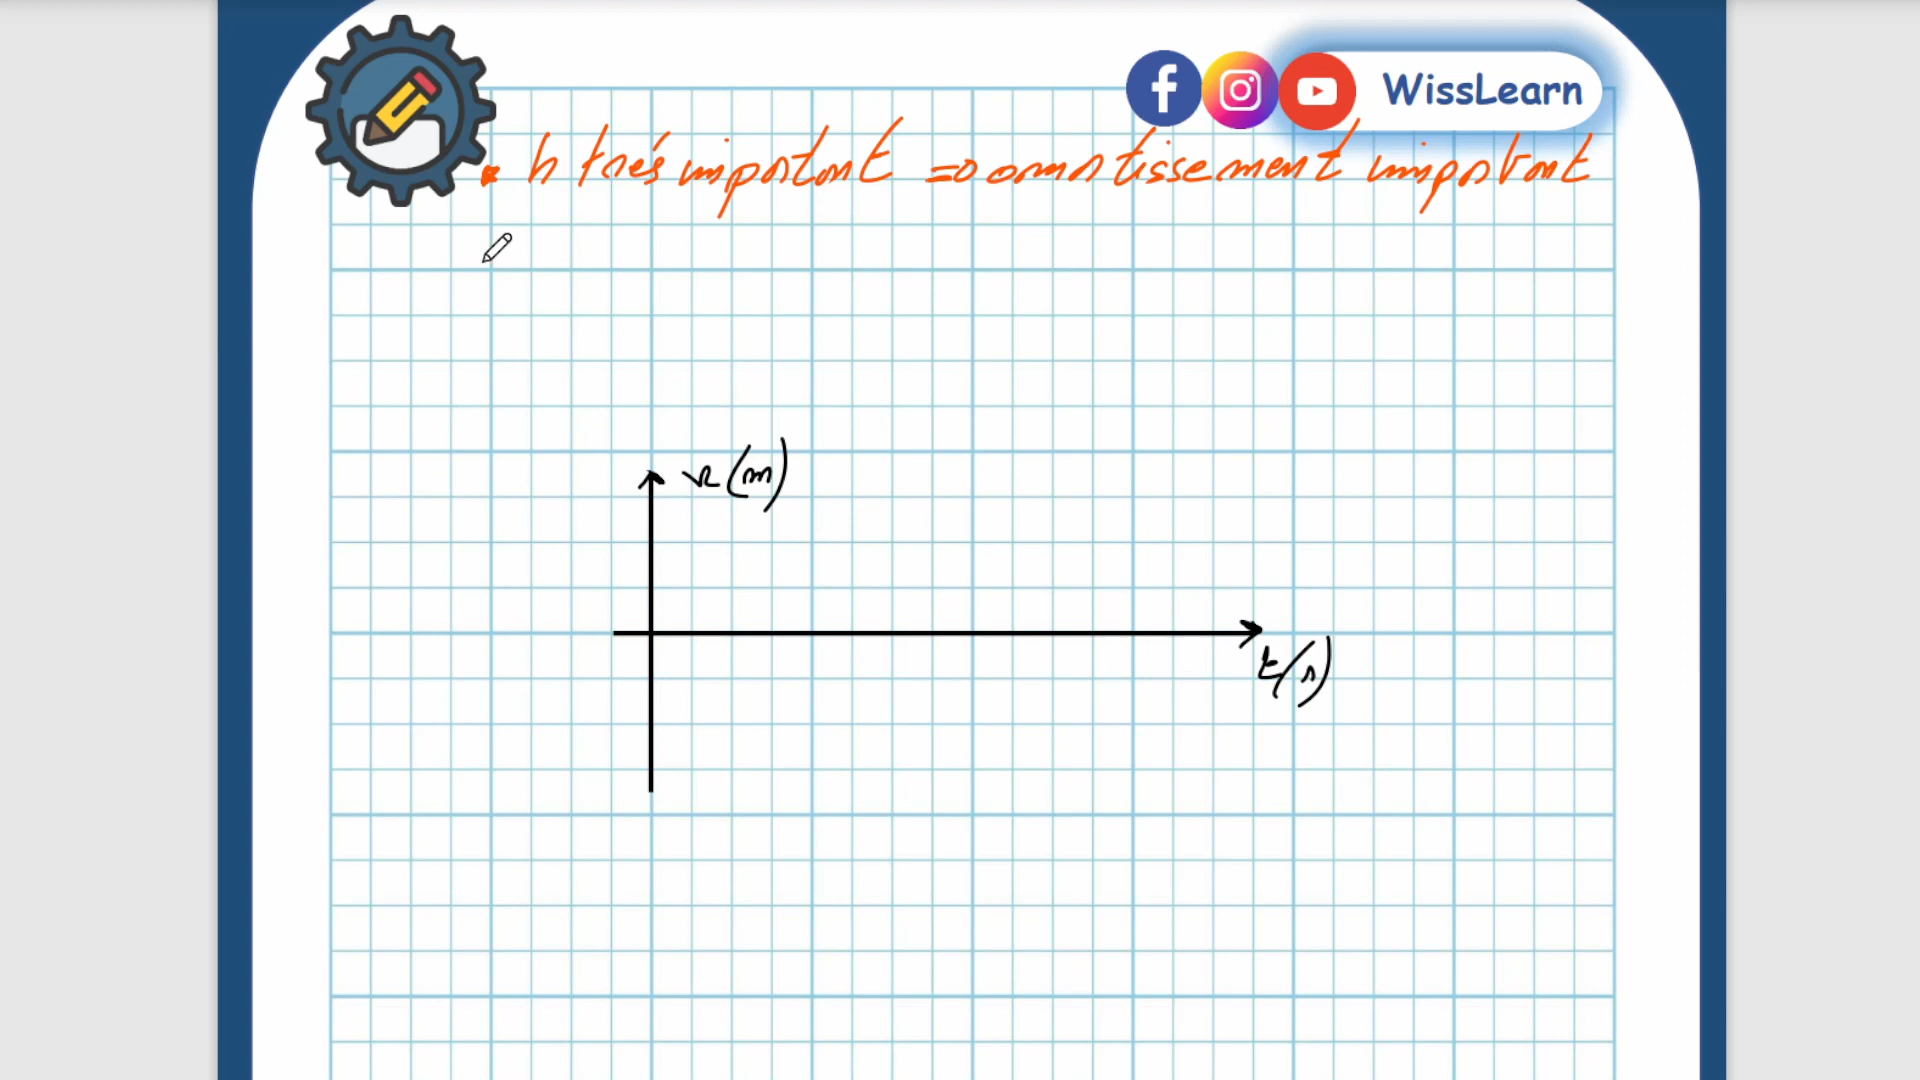 WissLearn
• h très important => amortissement important
x (m)
t(s)